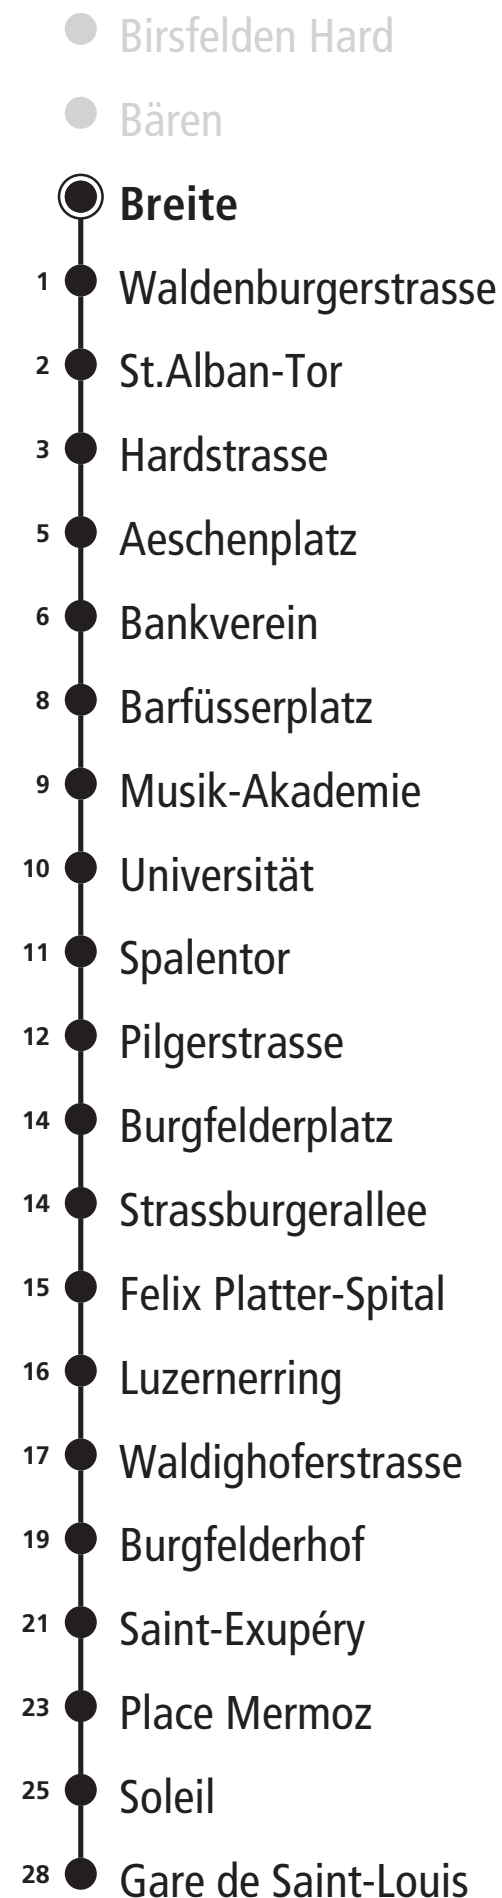 Birsfelden Hard
Bären
Breite
1 Waldenburgerstrasse
2 St.Alban-Tor
3 Hardstrasse
5 Aeschenplatz
6 Bankverein
8 Barfüsserplatz
9 Musik-Akademie
10 Universität
11 Spalentor
12 Pilgerstrasse
14 Burgfelderplatz
14 Strassburgerallee
15 Felix Platter-Spital
16 Luzernerring
17 Waldighoferstrasse
19 Burgfelderhof
21 Saint-Exupéry
23 Place Mermoz
25 Soleil
28 Gare de Saint-Louis